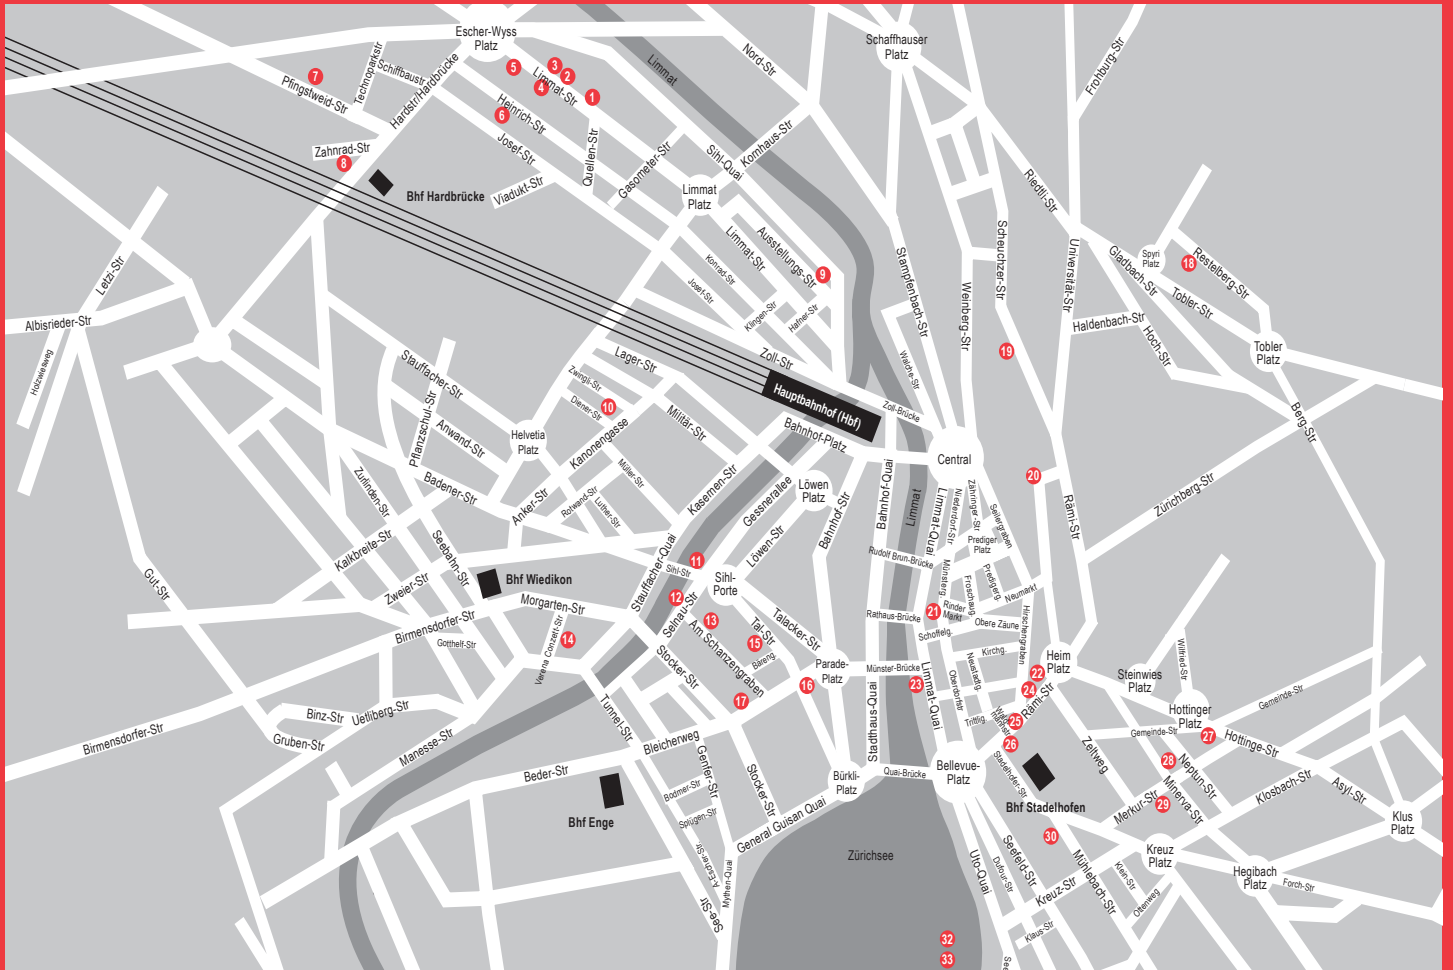 Escher-Wyss
Platz
Schaffhauser
Platz
Limmat
Nord-Str
Frohburg-Str
Technoparkstr
Schiffbaustr
Hardstr/Hardbrücke
Pfingstweid-Str
7
5
3
2
4
1
Limmat-Str
Heinrich-Str
6
Josef-Str
Quellen-Str
Gasometer-Str
Sihl-Quai
Kornhaus-Str
Zahnrad-Str
8
Bhf Hardbrücke
Viadukt-Str
Limmat
Platz
Riedtli-Str
Letzi-Str
Albisrieder-Str
Holzwiesweg
Limmat-Str
Ausstellungs-Str
9
Konrad-Str
Josef-Str
Klingen-Str
Hafner-Str
Zoll-Str
Stampfenbach-Str
Weinberg-Str
Scheuchzer-Str
Universität-Str
Gladbach-Str
Spyri
Platz
18
Restelberg-Str
Tobler-Str
Haldenbach-Str
Hoch-Str
Tobler
Platz
Berg-Str
19
Walche-Str
Zoll-Brücke
Hauptbahnhof (Hbf)
Bahnhof-Platz
Central
Stauffacher-Str
Lager-Str
Zwingli-Str
Diener-Str
10
Kanonengasse
Militär-Str
Pflanzschul-Str
Anwand-Str
Helvetia
Platz
Badener-Str
Zurlinden-Str
Anker-Str
Rotwand-Str
Luther-Str
Müller-Str
Kasernen-Str
Gessnerallee
Löwen
Platz
Löwen-Str
Bahnhof-Str
Bahnhof-Quai
Limmat
Limmat-Quai
Niederdorf-Str
Zähringer-Str
Seilergraben
Prediger
Platz
Predigerg.
20
Rämi-Str
Zürichberg-Str
Kalkbreite-Str
Seebahn-Str
Zweier-Str
Gut-Str
Bhf Wiedikon
Birmensdorfer-Str
Morgarten-Str
Gotthelf-Str
Verena Conzett-Str
14
Stauffacher-Quai
11
Sihl-Str
Sihl-
Porte
12
Selnau-Str
13
Am Schanzengraben
Stocker-Str
Tal-Str
15
Bäreng.
Talacker-Str
Parade-
Platz
16
17
Rudolf Brun-Brücke
Münsterg
Froschaug
Neumarkt
Rathaus-Brücke
21
Rinder
Markt
Obere Zäune
Schoffelg.
Kirchg.
Hirschengraben
Münster-Brücke
23
Limmat-Quai
Oberdorfstr
Neustadtg.
Trittlig.
Heim
Platz
22
24
Rämi-Str
25
26
Stadelhofer-Str
Bhf Stadelhofen
Steinwies
Platz
Wilfried-Str
Hottinger
Platz
27
Gemeinde-Str
Gemeinde-Str
Hottinge-Str
Zeltweg
28
Neptun-Str
Minerva-Str
29
Merkur-Str
Klosbach-Str
Asyl-Str
Klus
Platz
Binz-Str
Uetliberg-Str
Gruben-Str
Birmensdorfer-Str
Manesse-Str
Tunnel-Str
Bleicherweg
Beder-Str
Bhf Enge
Genfer-Str
Bodmer-Str
Splügen-Str
Stocker-Str
General Guisan Quai
A.Escher-Str
Mythen-Quai
See-Str
Stadthaus-Quai
Bürkli-
Platz
Quai-Brücke
Bellevue-
Platz
Zürichsee
Uto-Quai
Seefeld-Str
Dufour-Str
30
Mühlebach-Str
Kreuz-Str
Klaus-Str
Klein-Str
Ottenweg
Kreuz
Platz
Hegibach
Platz
Forch-Str
32
33
See